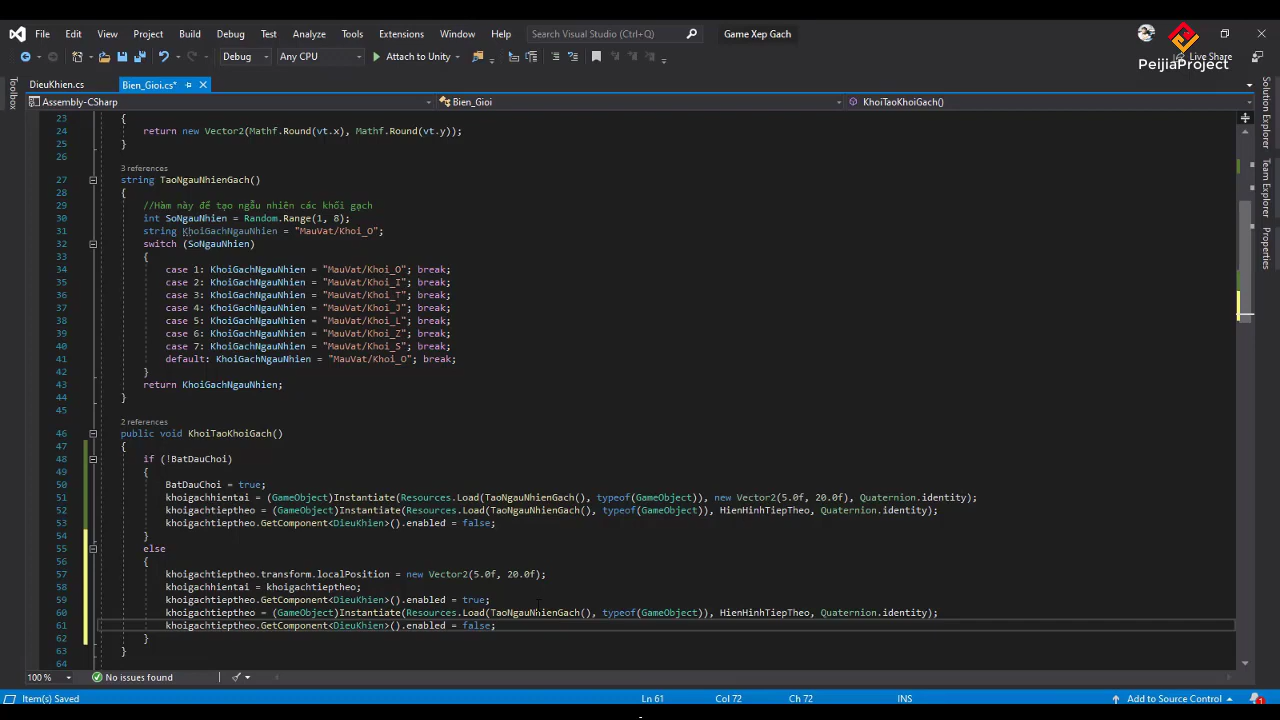 File Edit View Project Build Debug Test Analyze Tools Extensions Window Help Search Visual Studio (Ctrl+Q) Game Xep Gach
Debug Any CPU Attach to Unity Live Share
PeijiaProject
DieuKhien.cs Bien_Gioi.cs*
Assembly-CSharp Bien_Gioi KhoiTaoKhoiGach()
Toolbox
Solution Explorer
Team Explorer
Properties
23 {
24 return new Vector2(Mathf.Round(vt.x), Mathf.Round(vt.y));
25 }
26
3 references
27 string TaoNgauNhienGach()
28 {
29 //Hàm này để tạo ngẫu nhiên các khối gạch
30 int SoNgauNhien = Random.Range(1, 8);
31 string KhoiGachNgauNhien = "MauVat/Khoi_O";
32 switch (SoNgauNhien)
33 {
34 case 1: KhoiGachNgauNhien = "MauVat/Khoi_O"; break;
35 case 2: KhoiGachNgauNhien = "MauVat/Khoi_I"; break;
36 case 3: KhoiGachNgauNhien = "MauVat/Khoi_T"; break;
37 case 4: KhoiGachNgauNhien = "MauVat/Khoi_J"; break;
38 case 5: KhoiGachNgauNhien = "MauVat/Khoi_L"; break;
39 case 6: KhoiGachNgauNhien = "MauVat/Khoi_Z"; break;
40 case 7: KhoiGachNgauNhien = "MauVat/Khoi_S"; break;
41 default: KhoiGachNgauNhien = "MauVat/Khoi_O"; break;
42 }
43 return KhoiGachNgauNhien;
44 }
45
2 references
46 public void KhoiTaoKhoiGach()
47 {
48 if (!BatDauChoi)
49 {
50 BatDauChoi = true;
51 khoigachhientai = (GameObject)Instantiate(Resources.Load(TaoNgauNhienGach(), typeof(GameObject)), new Vector2(5.0f, 20.0f), Quaternion.identity);
52 khoigachtieptheo = (GameObject)Instantiate(Resources.Load(TaoNgauNhienGach(), typeof(GameObject)), HienHinhTiepTheo, Quaternion.identity);
53 khoigachtieptheo.GetComponent<DieuKhien>().enabled = false;
54 }
55 else
56 {
57 khoigachtieptheo.transform.localPosition = new Vector2(5.0f, 20.0f);
58 khoigachhientai = khoigachtieptheo;
59 khoigachtieptheo.GetComponent<DieuKhien>().enabled = true;
60 khoigachtieptheo = (GameObject)Instantiate(Resources.Load(TaoNgauNhienGach(), typeof(GameObject)), HienHinhTiepTheo, Quaternion.identity);
61 khoigachtieptheo.GetComponent<DieuKhien>().enabled = false;
62 }
63 }
64
100 % No issues found
Item(s) Saved Ln 61 Col 72 Ch 72 INS Add to Source Control 1